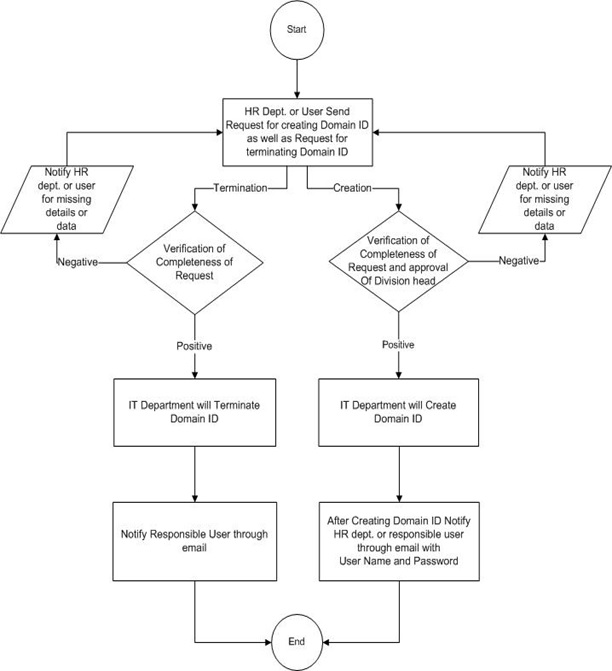 Start
HR Dept. or User Send
Request for creating Domain ID
as well as Request for
terminating Domain ID
Notify HR
dept. or user
for missing
details or
data
Notify HR
dept. or user
for missing
details or
data
Termination
Creation
Verification of
Completeness of
Request
Verification of
Completeness of
Request and approval
Of Division head
Negative
Negative
Positive
Positive
IT Department will Terminate
Domain ID
IT Department will Create
Domain ID
Notify Responsible User through
email
After Creating Domain ID Notify
HR dept. or responsible user
through email with
User Name and Password
End